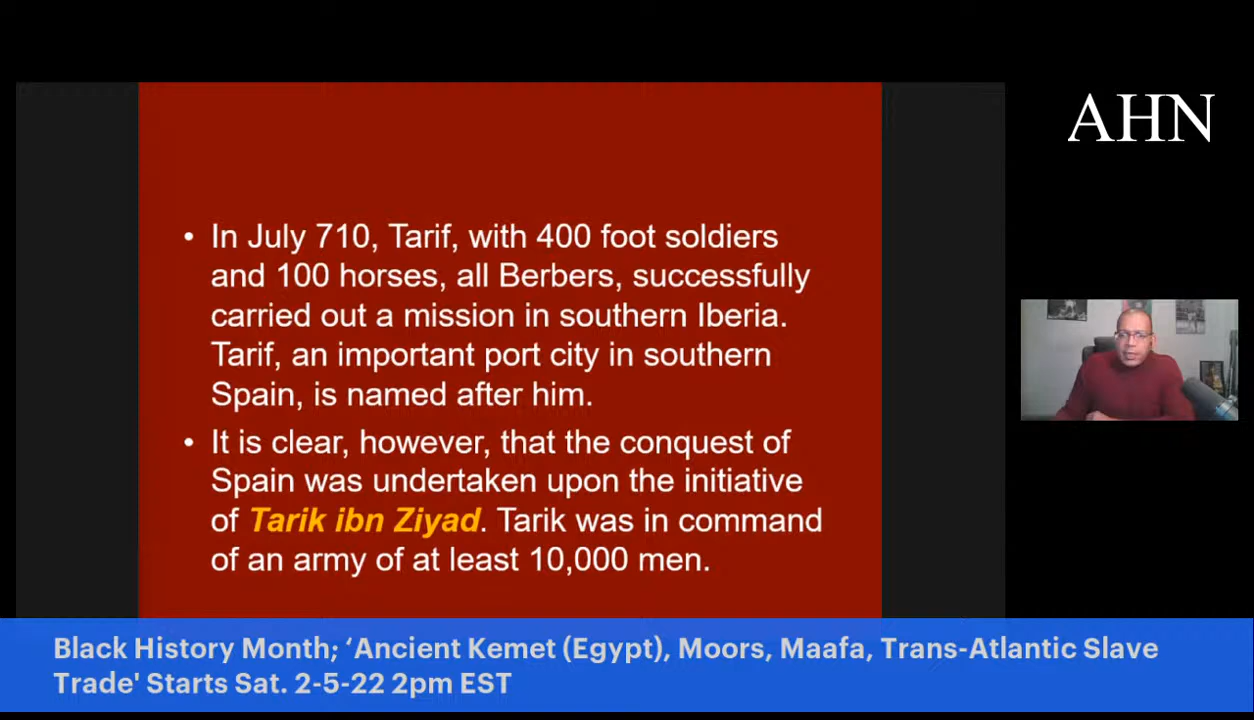 AHN
• In July 710, Tarif, with 400 foot soldiers
and 100 horses, all Berbers, successfully
carried out a mission in southern Iberia.
Tarif, an important port city in southern
Spain, is named after him.
• It is clear, however, that the conquest of
Spain was undertaken upon the initiative
of Tarik ibn Ziyad. Tarik was in command
of an army of at least 10,000 men.
Black History Month; ‘Ancient Kemet (Egypt), Moors, Maafa, Trans-Atlantic Slave
Trade' Starts Sat. 2-5-22 2pm EST